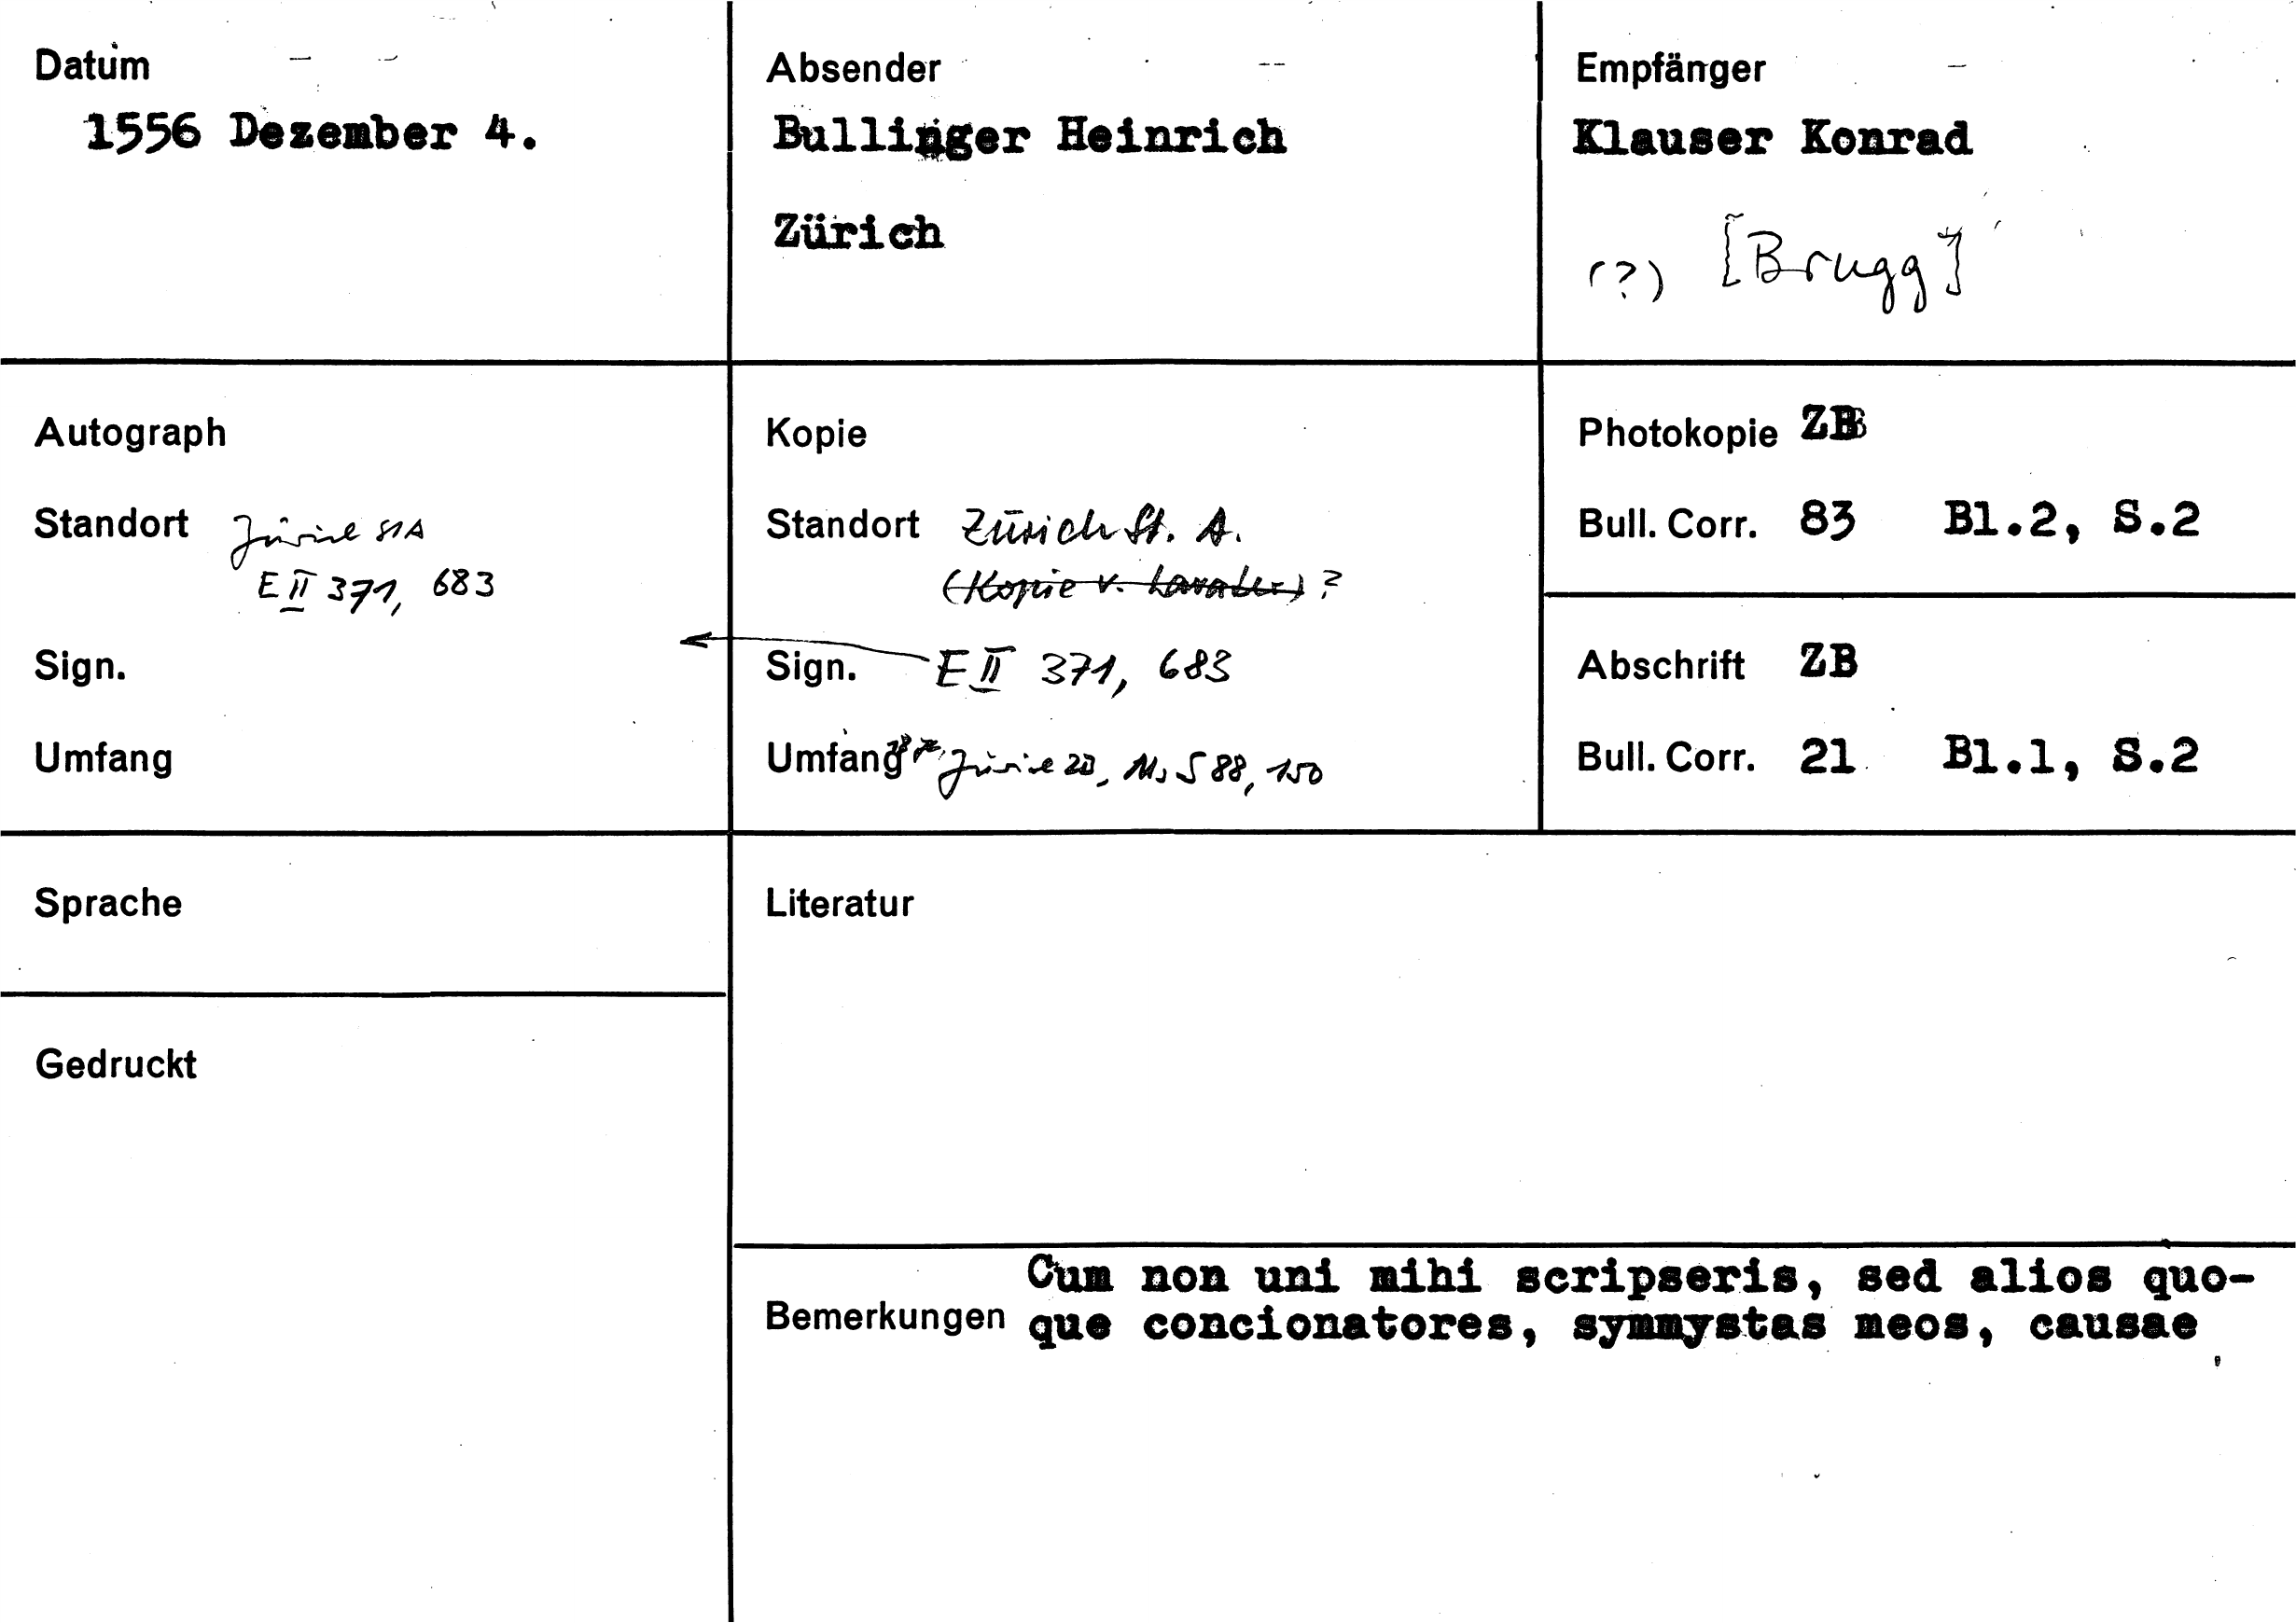 Datum
1556 Dezember 4.
Absender
Bullinger Heinrich
Zürich
Empfänger
Klauser Konrad
(?) [Brugg]
Autograph
Standort Zürich StA
E II 371, 683
Sign.
Umfang
Kopie
Standort Zürich St. A.
(Kopie v. Lavater) ?
Sign. E II 371, 683
Umfang Zürich ZB, Ms S 88, 150
Photokopie ZB
Bull. Corr. 83 Bl.2, S.2
Abschrift ZB
Bull. Corr. 21 Bl.1, S.2
Sprache
Literatur
Gedruckt
Cum non uni mihi scripseris, sed alios quo-
Bemerkungen que concionatores, symmystas meos, causae